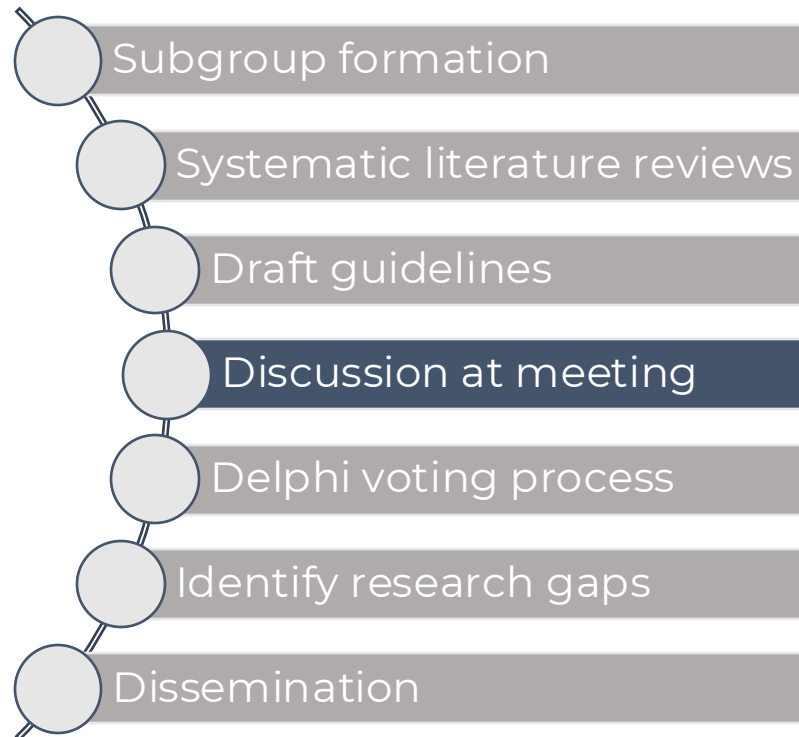 Subgroup formation
Systematic literature reviews
Draft guidelines
Discussion at meeting
Delphi voting process
Identify research gaps
Dissemination